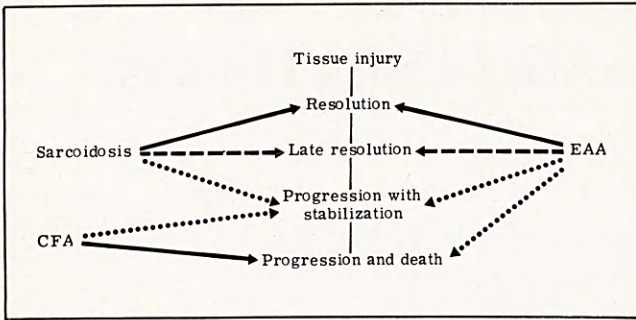 Tissue injury
Resolution
Sarcoidosis
Late resolution
EAA
Progression with
stabilization
CFA
Progression and death